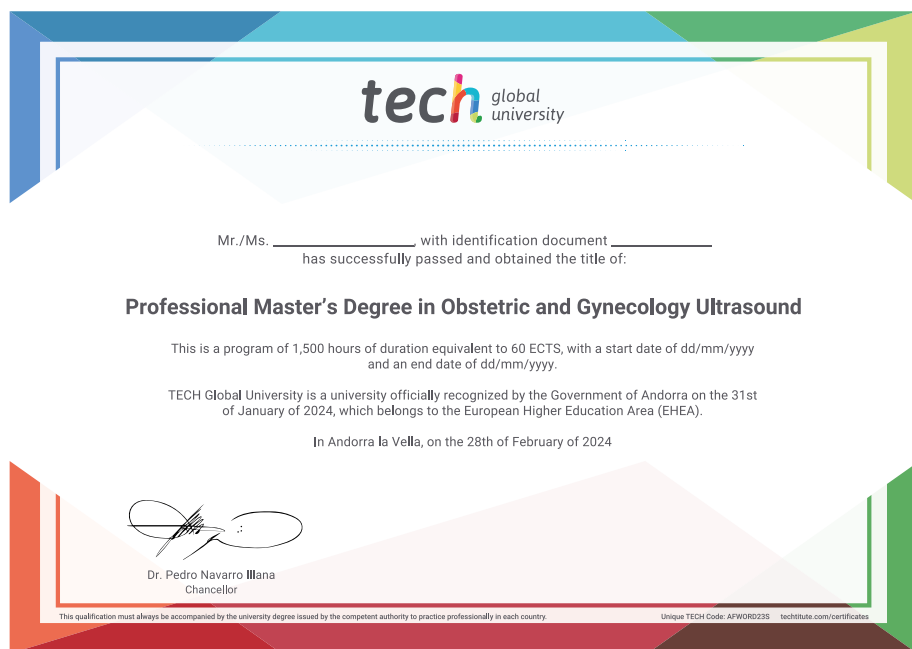 tech global university
Mr./Ms. ____________, with identification document ____________
has successfully passed and obtained the title of:
Professional Master's Degree in Obstetric and Gynecology Ultrasound
This is a program of 1,500 hours of duration equivalent to 60 ECTS, with a start date of dd/mm/yyyy
and an end date of dd/mm/yyyy.
TECH Global University is a university officially recognized by the Government of Andorra on the 31st
of January of 2024, which belongs to the European Higher Education Area (EHEA).
In Andorra la Vella, on the 28th of February of 2024
Dr. Pedro Navarro Illana
Chancellor
This qualification must always be accompanied by the university degree issued by the competent authority to practice professionally in each country.
Unique TECH Code: AFWORD23S techtitute.com/certificates